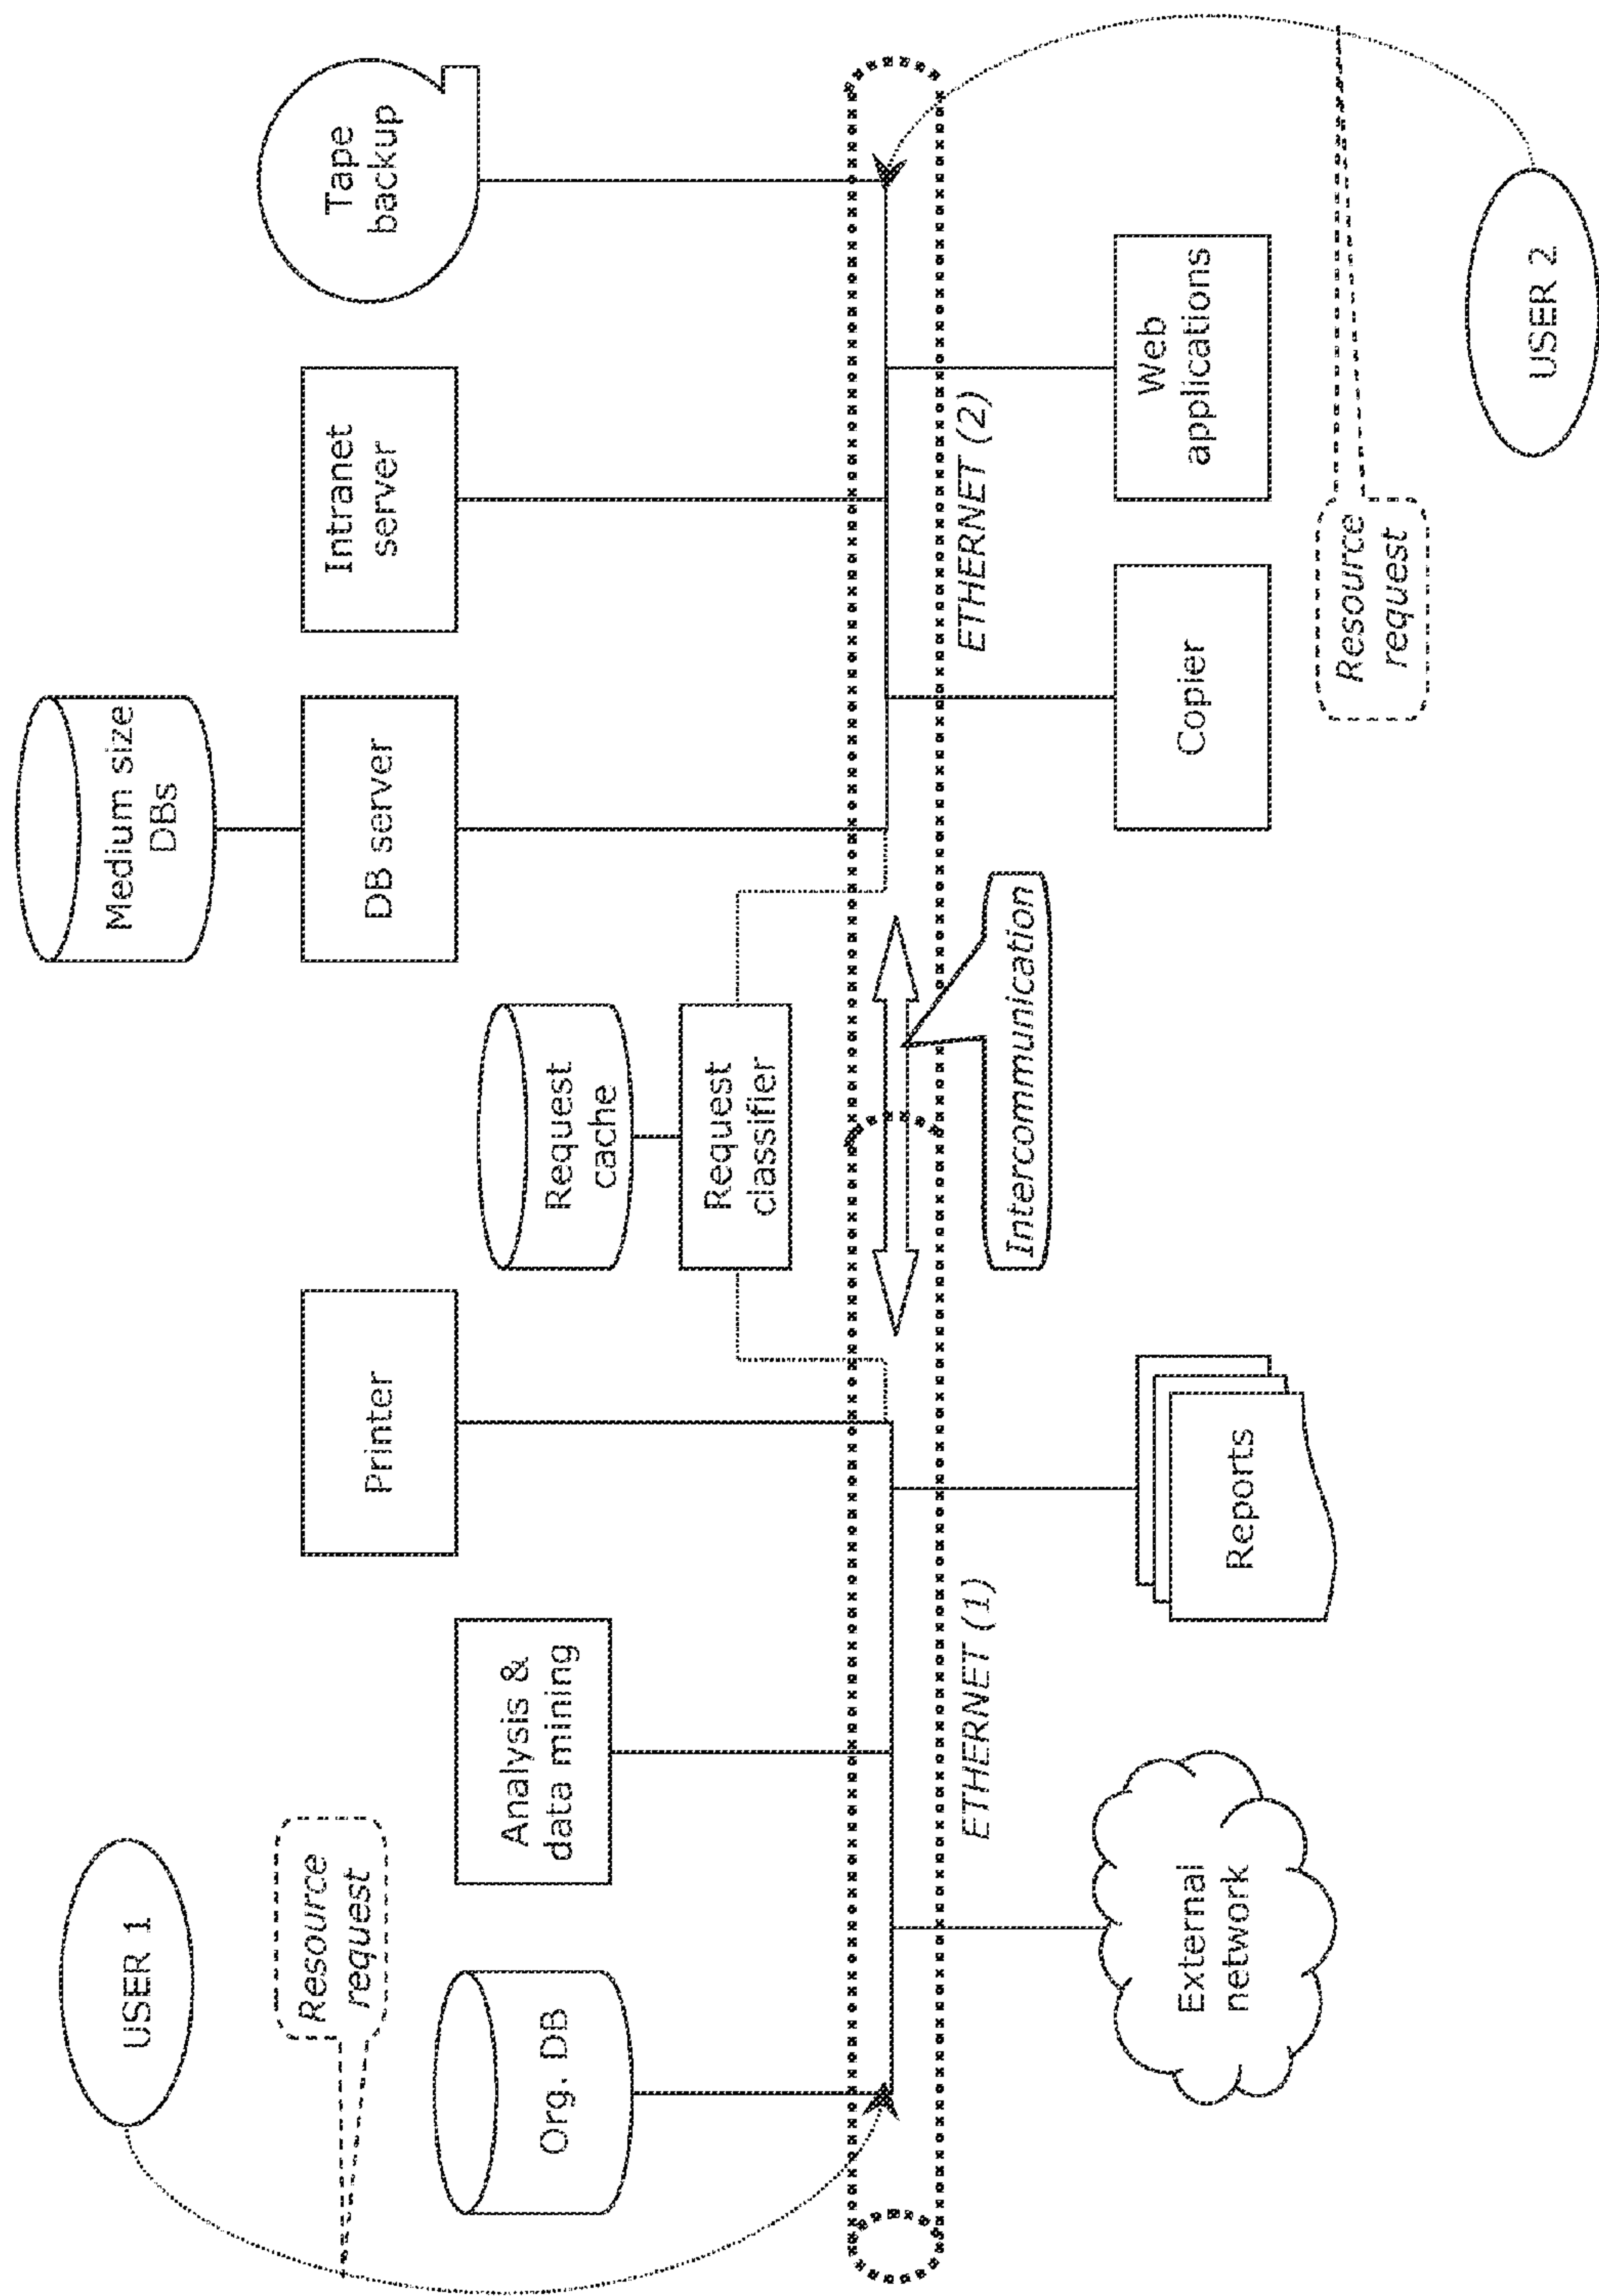 USER 1
Resource
request
Org. DB
Analysis &
data mining
Printer
Request
cache
Request
classifier
Medium size
DBs
DB server
Intranet
server
Tape
backup
ETHERNET (1)
ETHERNET (2)
Intercommunication
External
network
Reports
Copier
Web
applications
Resource
request
USER 2